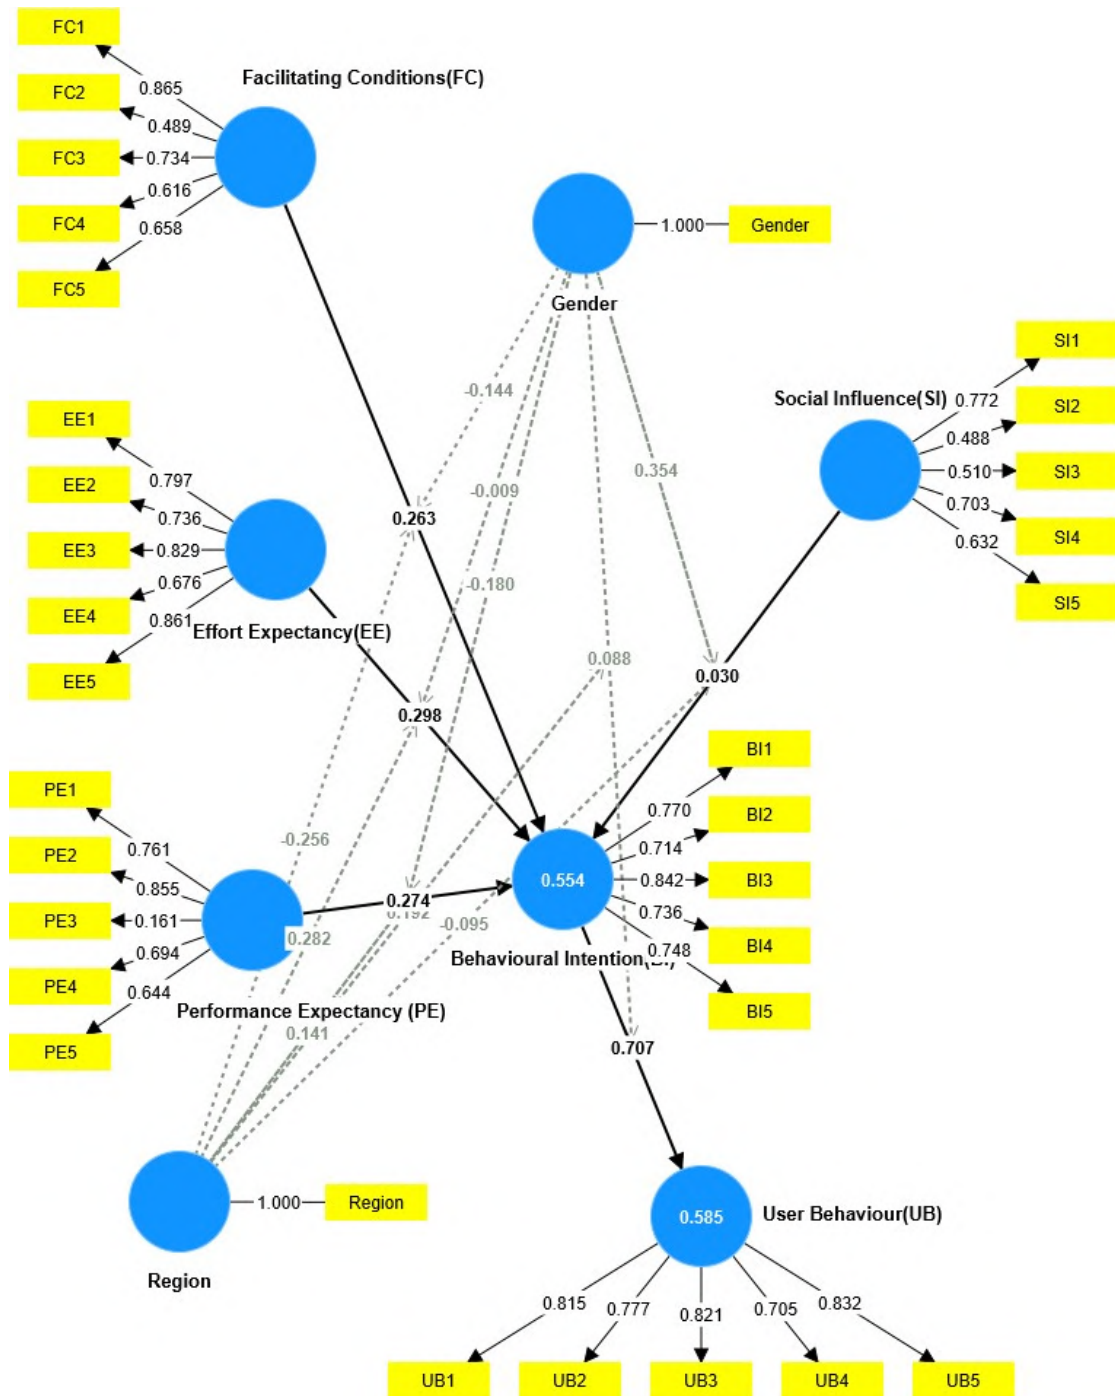 FC1
0.865
Facilitating Conditions(FC)
FC2
0.489
FC3
0.734
FC4
0.616
FC5
0.658
1.000
Gender
Gender
-0.144
SI1
Social Influence(SI)
0.772
SI2
0.488
SI3
0.510
SI4
0.703
SI5
0.632
EE1
0.797
EE2
0.736
EE3
0.829
EE4
0.676
EE5
0.861
Effort Expectancy(EE)
0.354
-0.009
0.263
-0.180
0.088
0.030
0.298
BI1
0.770
BI2
0.714
BI3
0.842
BI4
0.736
BI5
0.748
PE1
0.761
PE2
0.855
PE3
0.161
PE4
0.694
PE5
0.644
-0.256
0.554
0.274
0.192
-0.095
0.282
Behavioural Intention(BI)
Performance Expectancy (PE)
0.141
0.707
1.000
Region
Region
0.585
User Behaviour(UB)
0.815
0.777
0.821
0.705
0.832
UB1
UB2
UB3
UB4
UB5